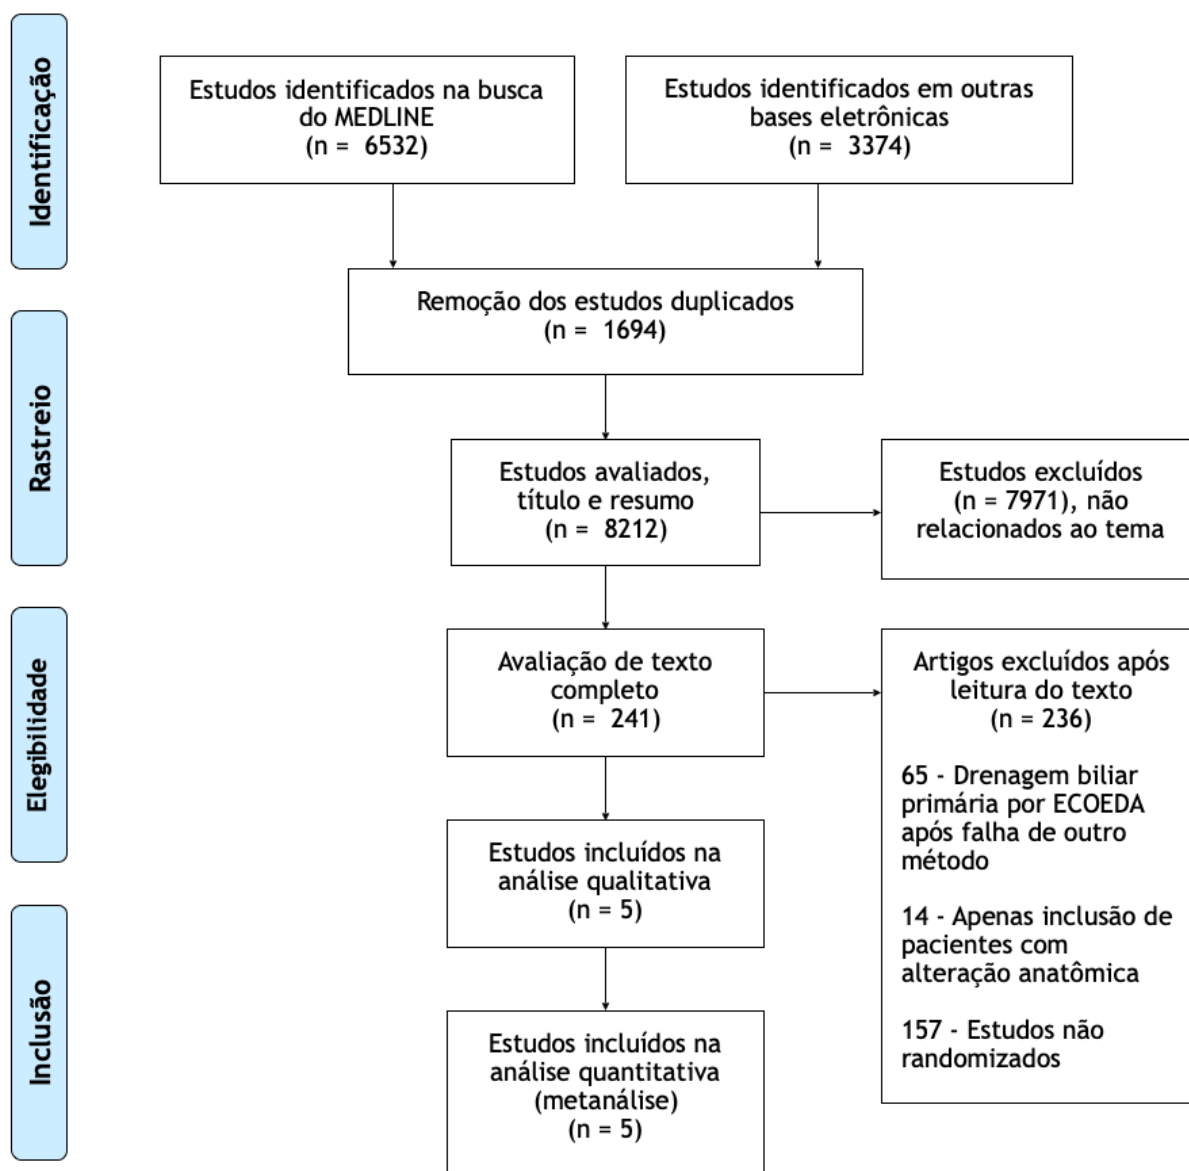 Identificação
Estudos identificados na busca
do MEDLINE
(n = 6532)
Estudos identificados em outras
bases eletrônicas
(n = 3374)
Remoção dos estudos duplicados
(n = 1694)
Rastreio
Estudos avaliados,
título e resumo
(n = 8212)
Estudos excluídos
(n = 7971), não
relacionados ao tema
Elegibilidade
Avaliação de texto
completo
(n = 241)
Artigos excluídos após
leitura do texto
(n = 236)
65 - Drenagem biliar
primária por ECOEDA
após falha de outro
método
14 - Apenas inclusão de
pacientes com
alteração anatômica
157 - Estudos não
randomizados
Estudos incluídos na
análise qualitativa
(n = 5)
Inclusão
Estudos incluídos na
análise quantitativa
(metanálise)
(n = 5)